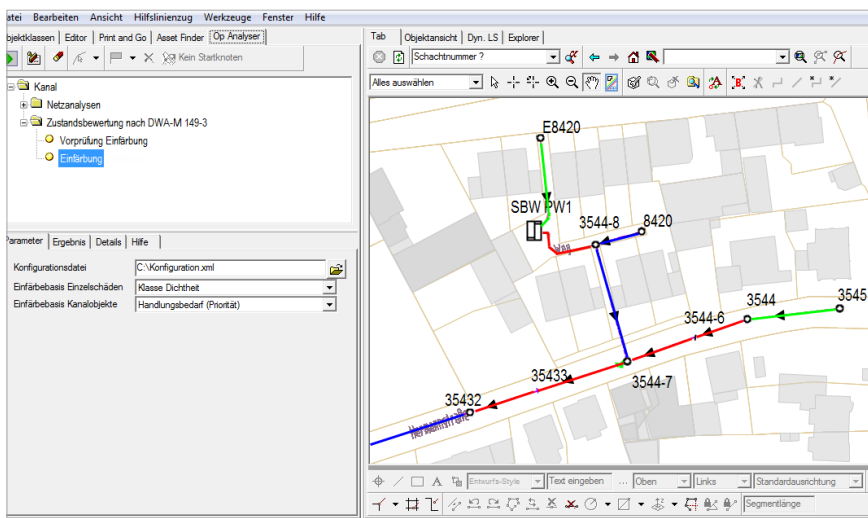 atei Bearbeiten Ansicht Hilfslinienzug Werkzeuge Fenster Hilfe
bjektklassen Editor Print and Go Asset Finder Op Analyser
Kein Startknoten
Kanal
Netzanalysen
Zustandsbewertung nach DWA-M 149-3
Vorprüfung Einfärbung
Einfärbung
Parameter Ergebnis Details Hilfe
Konfigurationsdatei C:\Konfiguration.xml
Einfärbebasis Einzelschäden Klasse Dichtheit
Einfärbebasis Kanalobjekte Handlungsbedarf (Priorität)
Tab Objektansicht Dyn. LS Explorer
Schachtnummer ?
Alles auswählen
E8420
SBW PW1
3544-8
8420
Weg
3544
3545
3544-6
35433
3544-7
35432
Hermannstraße
Entwurfs-Style Text eingeben ... Oben Links Standardausrichtung
Segmentlänge